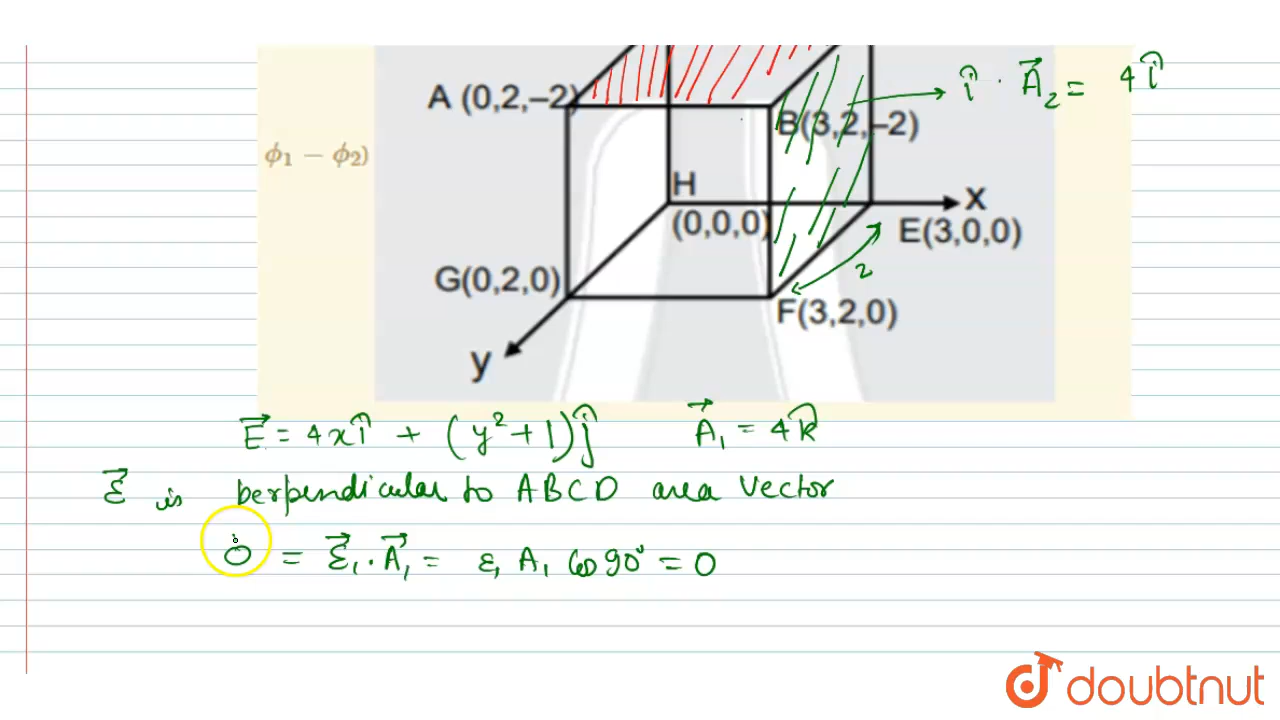 î · A⃗₂ = 4î
A (0,2,–2)
B(3,2,–2)
ϕ₁ − ϕ₂)
H
(0,0,0)
x
E(3,0,0)
G(0,2,0)
2
F(3,2,0)
y
E⃗ = 4xî + (y² + 1)ĵ A⃗₁ = 4k̂
ε⃗ is perpendicular to ABCD area vector
O = ε⃗₁ · A⃗₁ = ε₁ A₁ Cos 90° = 0
doubtnut